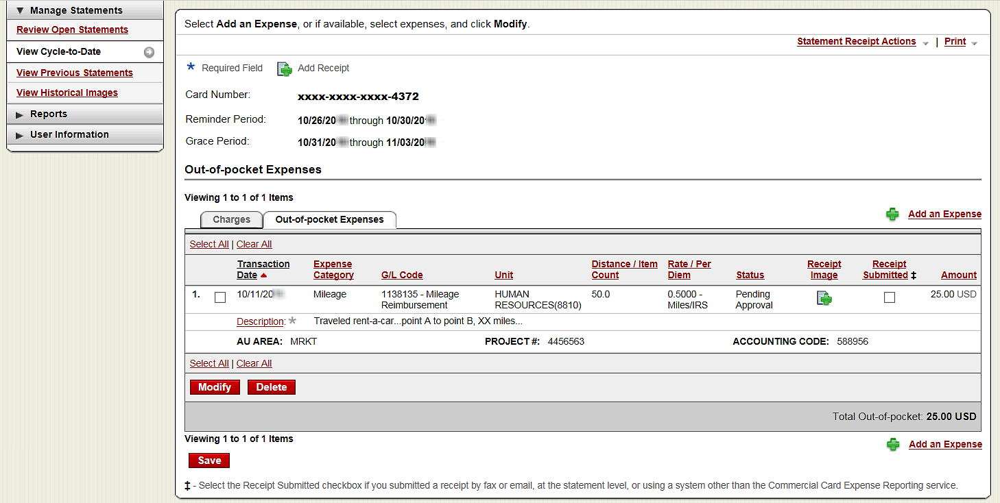 Manage Statements
Review Open Statements
View Cycle-to-Date
View Previous Statements
View Historical Images
Reports
User Information
Select Add an Expense, or if available, select expenses, and click Modify.
Statement Receipt Actions | Print
* Required Field Add Receipt
Card Number: xxxx-xxxx-xxxx-4372
Reminder Period: 10/26/20 through 10/30/20
Grace Period: 10/31/20 through 11/03/20
Out-of-pocket Expenses
Viewing 1 to 1 of 1 Items
Charges Out-of-pocket Expenses Add an Expense
Select All | Clear All
Transaction Expense Distance / Item Rate / Per Receipt Receipt
Date Category G/L Code Unit Count Diem Status Image Submitted ‡ Amount
1. 10/11/20 Mileage 1138135 - Mileage HUMAN 50.0 0.5000 - Pending 25.00 USD
Reimbursement RESOURCES(8810) Miles/IRS Approval
Description: * Traveled rent-a-car...point A to point B, XX miles...
AU AREA: MRKT PROJECT #: 4456563 ACCOUNTING CODE: 588956
Select All | Clear All
Modify Delete
Total Out-of-pocket: 25.00 USD
Viewing 1 to 1 of 1 Items
Add an Expense
Save
‡ - Select the Receipt Submitted checkbox if you submitted a receipt by fax or email, at the statement level, or using a system other than the Commercial Card Expense Reporting service.